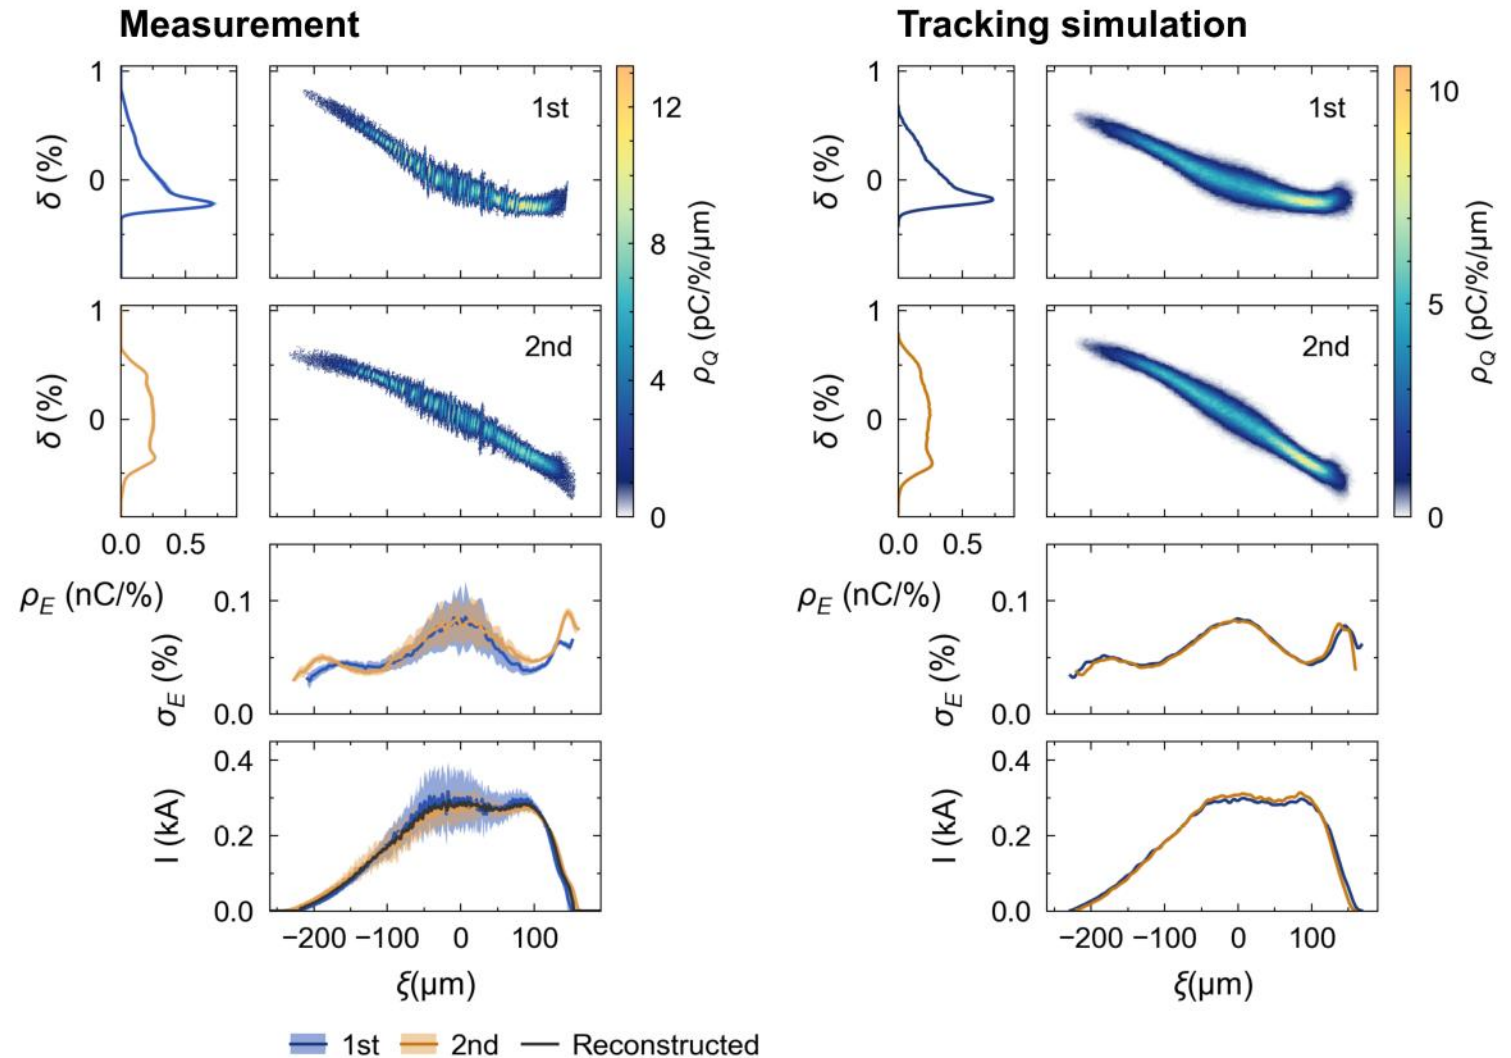 Measurement
Tracking simulation
1
δ (%)
0
1st
12
8
4
0
ρQ (pC/%/µm)
1
δ (%)
0
2nd
0.0 0.5
ρE (nC/%)
0.1
σE (%)
0.0
0.4
I (kA)
0.2
0.0
−200 −100 0 100
ξ(µm)
1
δ (%)
0
1st
10
5
0
ρQ (pC/%/µm)
1
δ (%)
0
2nd
0.0 0.5
ρE (nC/%)
0.1
σE (%)
0.0
0.4
I (kA)
0.2
0.0
−200 −100 0 100
ξ(µm)
1st 2nd Reconstructed